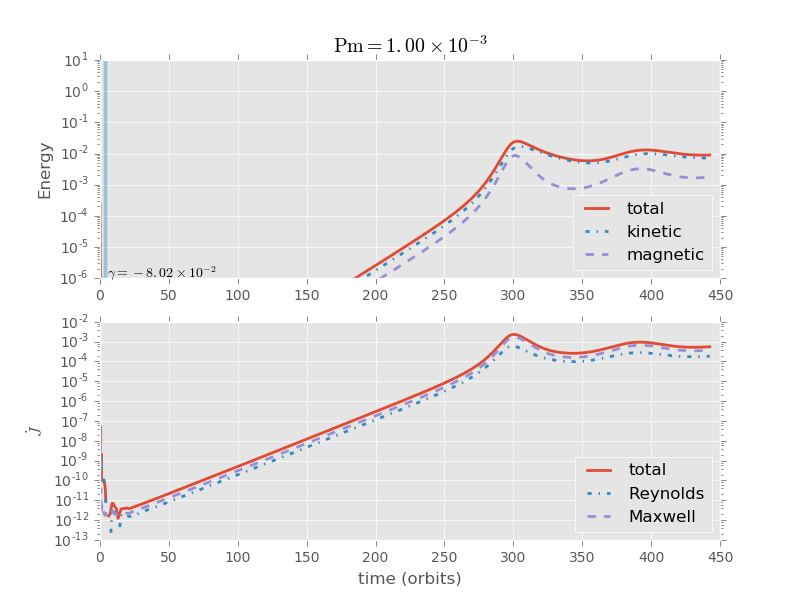 Pm = 1.00 × 10⁻³
Energy
10¹
10⁰
10⁻¹
10⁻²
10⁻³
10⁻⁴
10⁻⁵
10⁻⁶
γ = −8.02 × 10⁻²
total
kinetic
magnetic
0 50 100 150 200 250 300 350 400 450
J̇
10⁻²
10⁻³
10⁻⁴
10⁻⁵
10⁻⁶
10⁻⁷
10⁻⁸
10⁻⁹
10⁻¹⁰
10⁻¹¹
10⁻¹²
10⁻¹³
total
Reynolds
Maxwell
0 50 100 150 200 250 300 350 400 450
time (orbits)